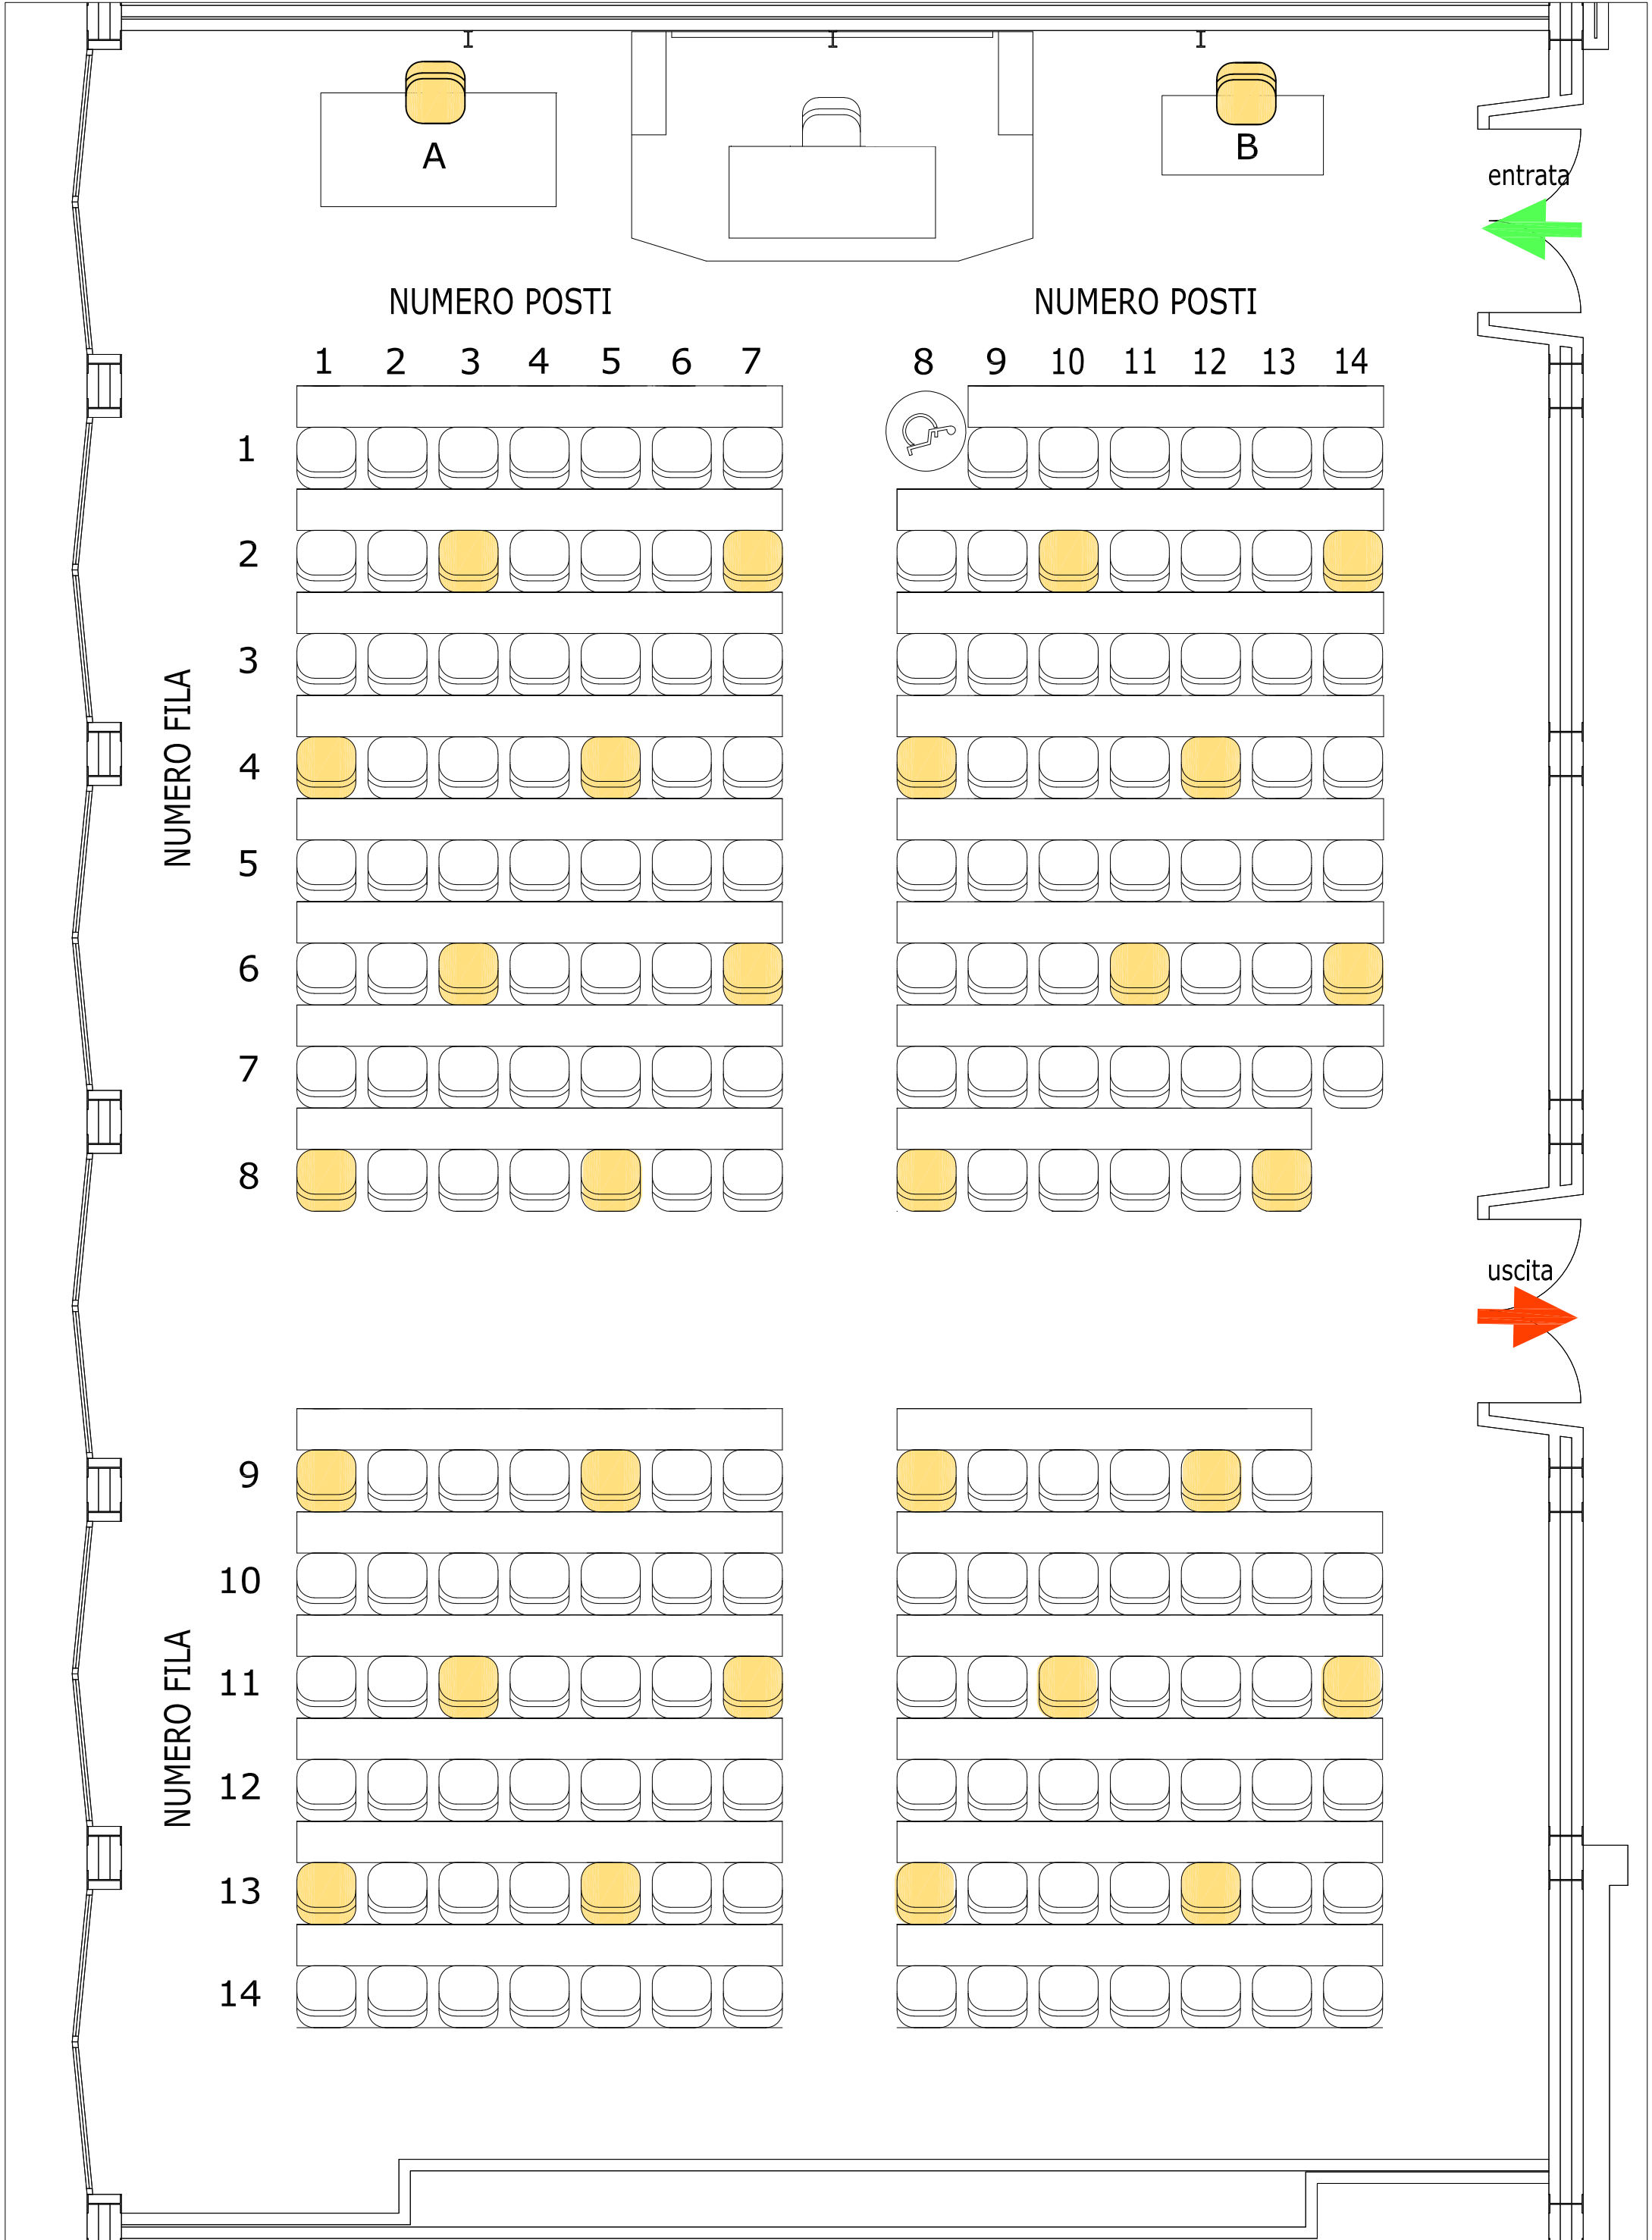 I I I
A
B
entrata
NUMERO POSTI
NUMERO POSTI
1 2 3 4 5 6 7
8 9 10 11 12 13 14
NUMERO FILA
1
2
3
4
5
6
7
8
uscita
NUMERO FILA
9
10
11
12
13
14